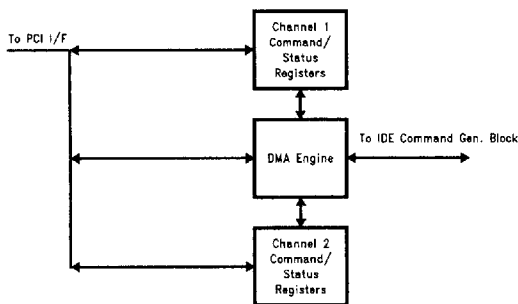 To PCI I/F
Channel 1
Command/
Status
Registers
To IDE Command Gen. Block
DMA Engine
Channel 2
Command/
Status
Registers